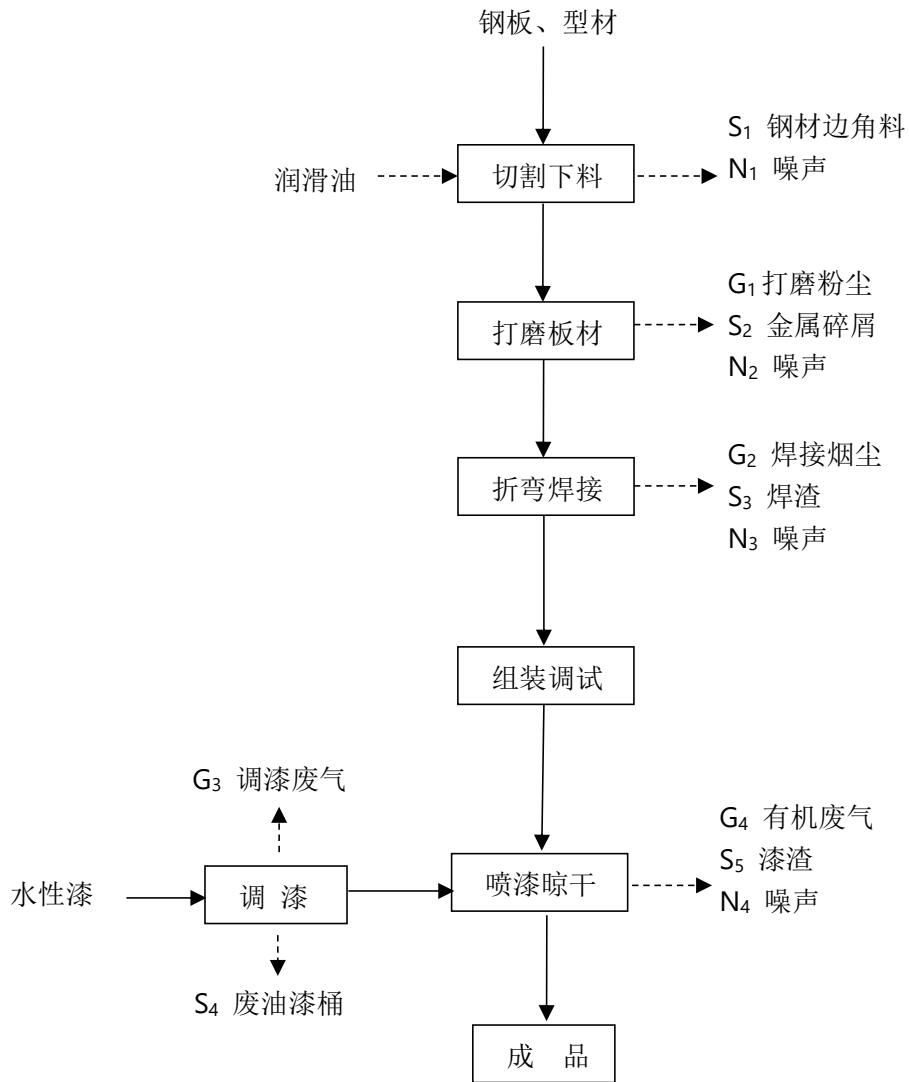 钢板、型材
润滑油
切割下料
S₁ 钢材边角料
N₁ 噪声
打磨板材
G₁打磨粉尘
S₂ 金属碎屑
N₂ 噪声
折弯焊接
G₂ 焊接烟尘
S₃ 焊渣
N₃ 噪声
组装调试
G₃ 调漆废气
水性漆
调 漆
S₄ 废油漆桶
喷漆晾干
G₄ 有机废气
S₅ 漆渣
N₄ 噪声
成 品